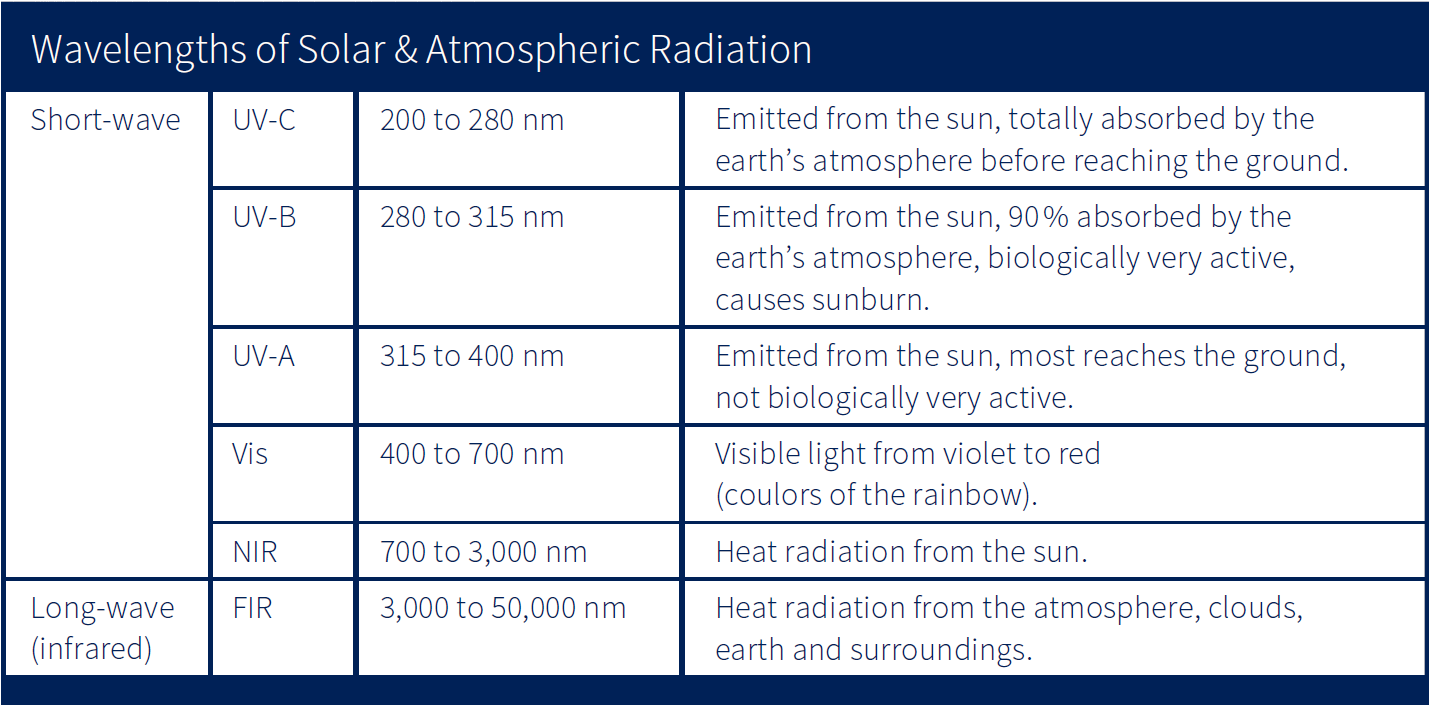 Wavelengths of Solar & Atmospheric Radiation
Short-wave
UV-C
200 to 280 nm
Emitted from the sun, totally absorbed by the
earth’s atmosphere before reaching the ground.
UV-B
280 to 315 nm
Emitted from the sun, 90% absorbed by the
earth’s atmosphere, biologically very active,
causes sunburn.
UV-A
315 to 400 nm
Emitted from the sun, most reaches the ground,
not biologically very active.
Vis
400 to 700 nm
Visible light from violet to red
(coulors of the rainbow).
NIR
700 to 3,000 nm
Heat radiation from the sun.
Long-wave
(infrared)
FIR
3,000 to 50,000 nm
Heat radiation from the atmosphere, clouds,
earth and surroundings.